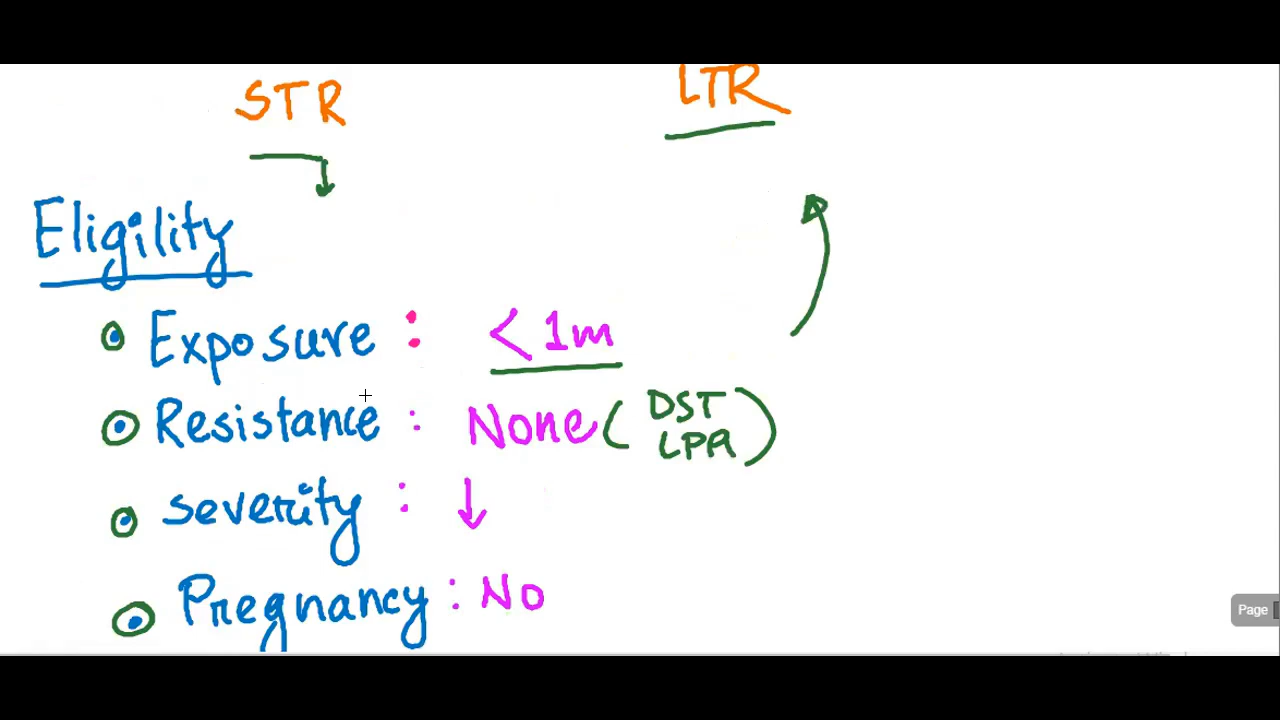 STR LTR
Eligility
Exposure : < 1m
Resistance : None ( DST LPA )
severity : ↓
Pregnancy : No
Page